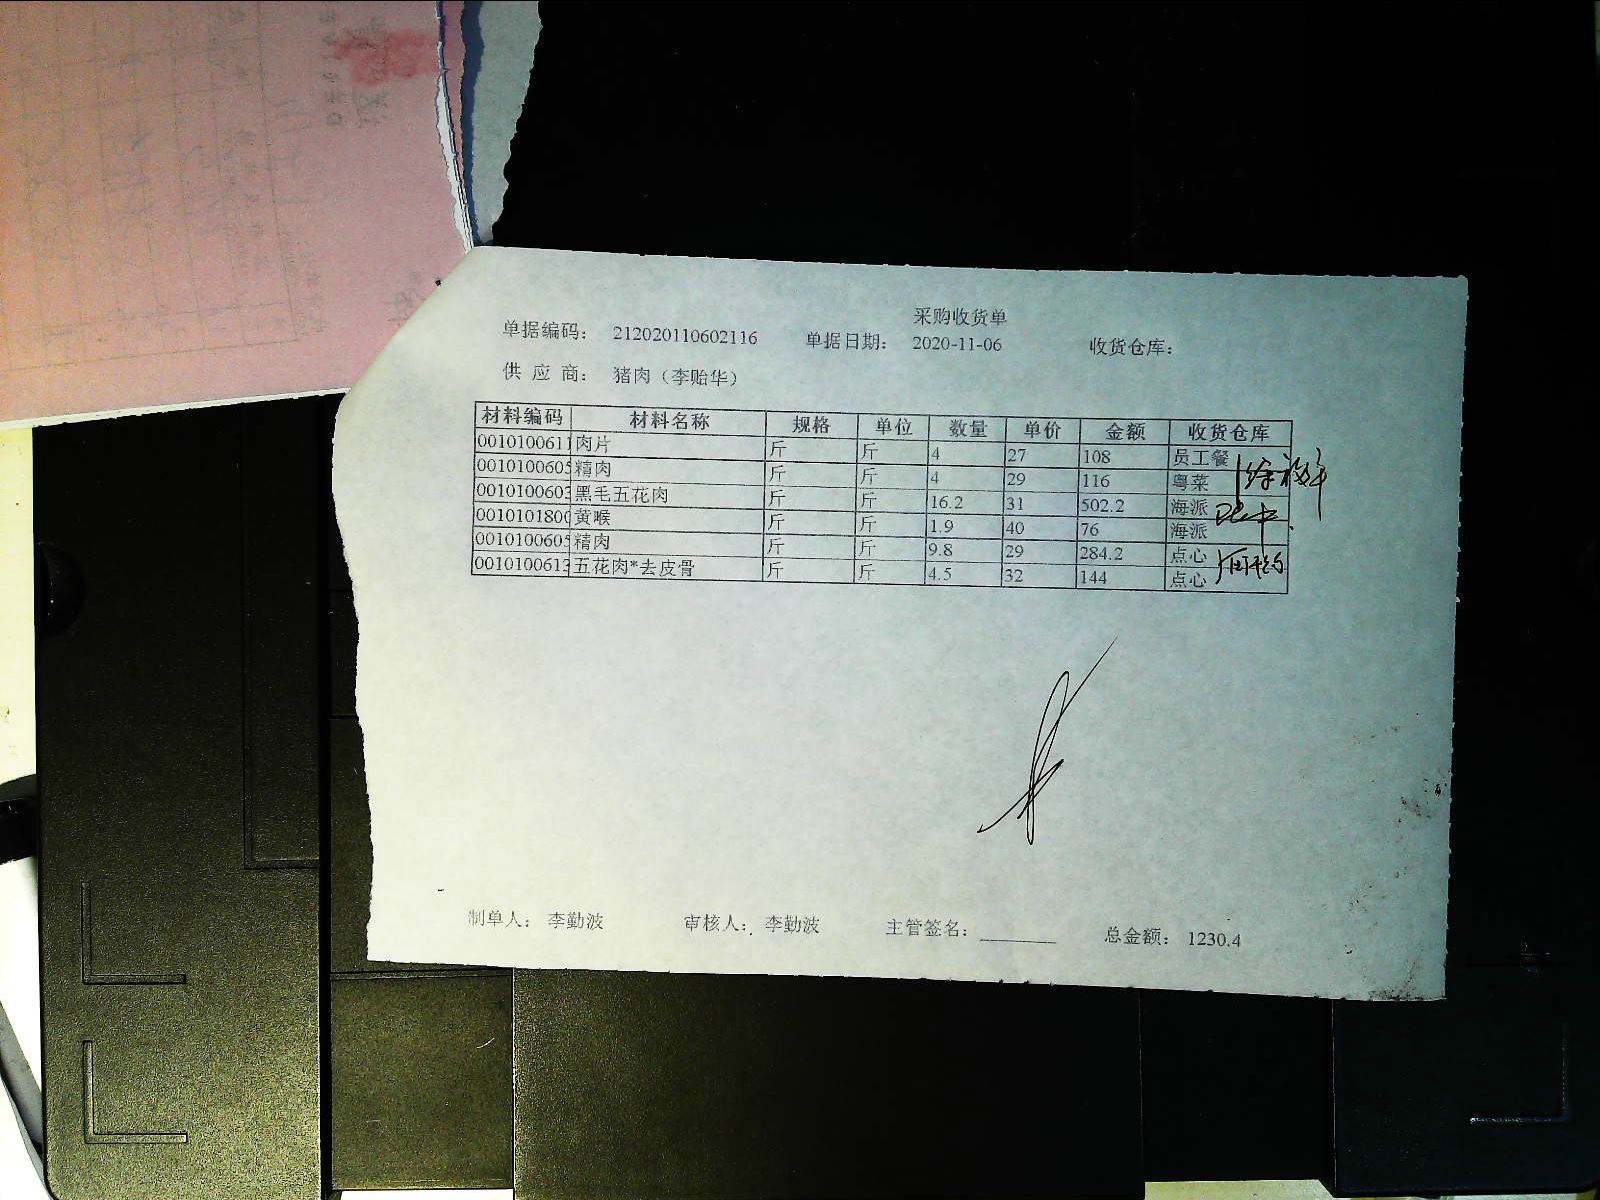 采购收货单
单据编码： 212020110602116 单据日期： 2020-11-06 收货仓库：
供 应 商： 猪肉（李贻华）
材料编码 材料名称 规格 单位 数量 单价 金额 收货仓库
0010100611 肉片 斤 斤 4 27 108 员工餐
0010100605 精肉 斤 斤 4 29 116 粤菜
0010100603 黑毛五花肉 斤 斤 16.2 31 502.2 海派
0010101800 黄喉 斤 斤 1.9 40 76 海派
0010100605 精肉 斤 斤 9.8 29 284.2 点心
0010100613 五花肉*去皮骨 斤 斤 4.5 32 144 点心
制单人： 李勤波 审核人： 李勤波 主管签名： 总金额： 1230.4